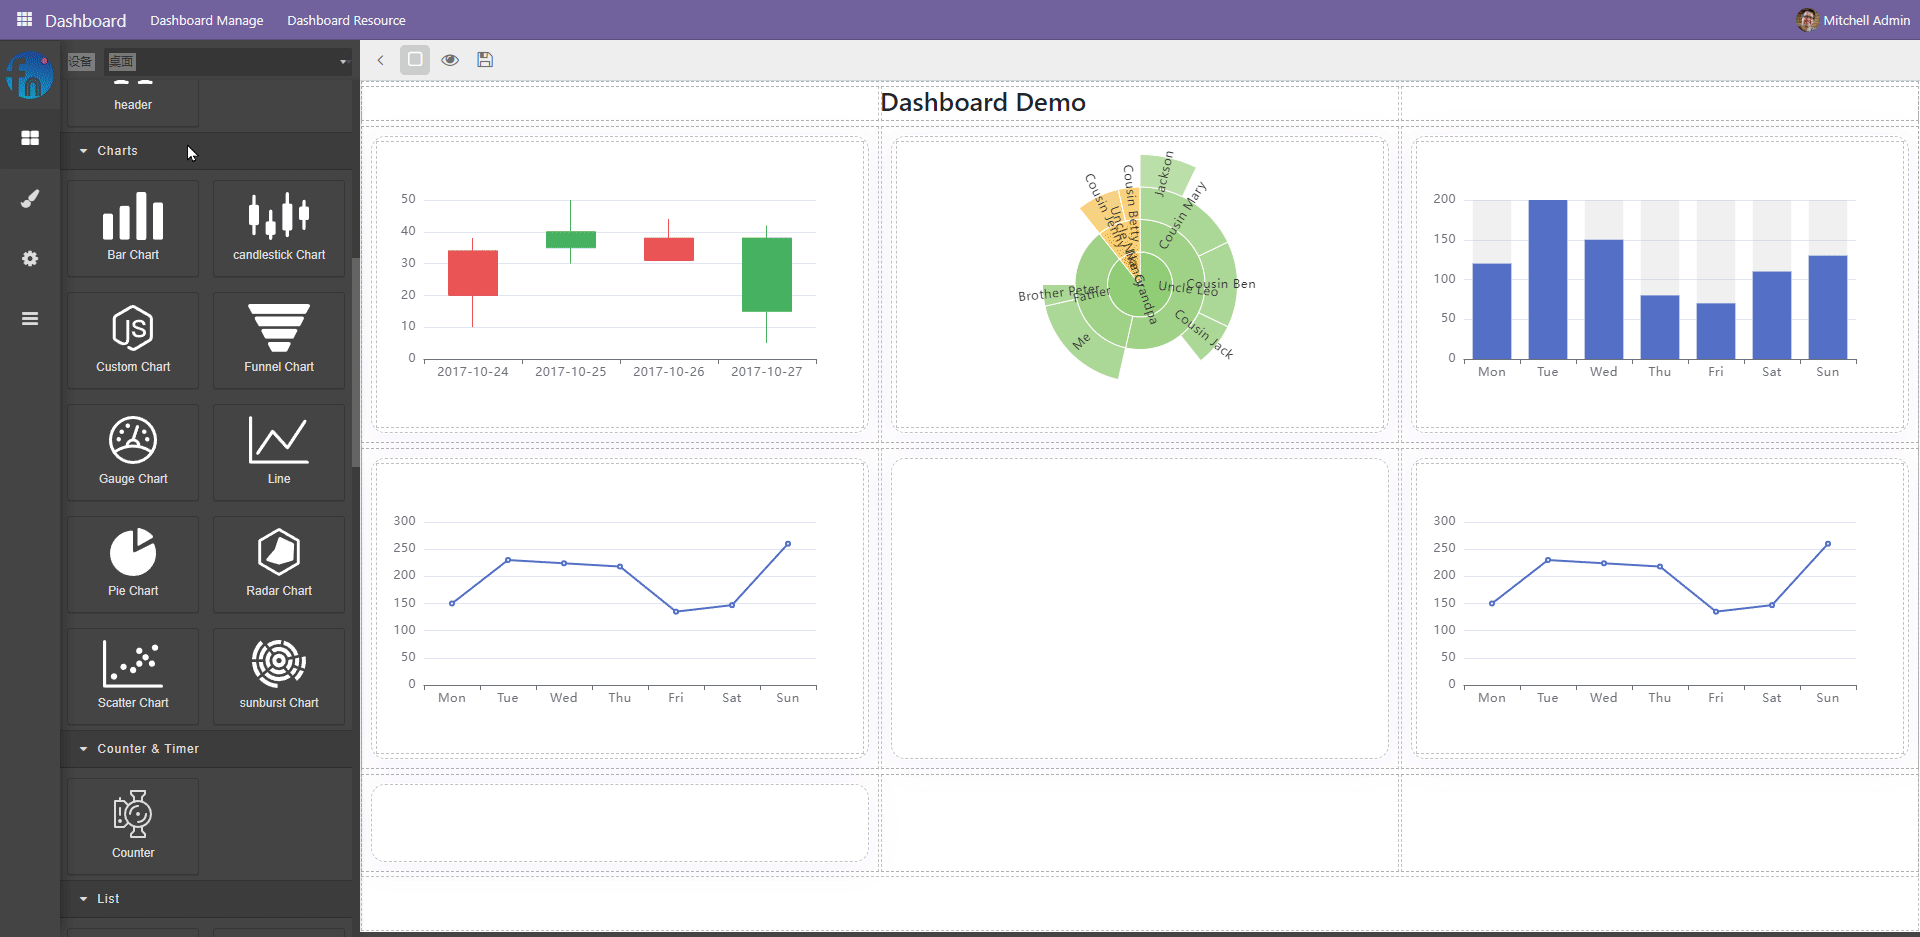 Dashboard
Dashboard Manage
Dashboard Resource
Mitchell Admin
fn
设备
桌面
header
Charts
Bar Chart
candlestick Chart
Custom Chart
JS
Funnel Chart
Gauge Chart
Line
Pie Chart
Radar Chart
Scatter Chart
sunburst Chart
Counter & Timer
Counter
List
Dashboard Demo
50
40
30
20
10
0
2017-10-24 2017-10-25 2017-10-26 2017-10-27
Jackson
Cousin Mary
Cousin Betty
Cousin Jenny
Uncle Nike
Nancy
Grandpa
Uncle Leo
Cousin Ben
Cousin Jack
Brother Peter
Father
Me
200
150
100
50
0
Mon Tue Wed Thu Fri Sat Sun
300
250
200
150
100
50
0
Mon Tue Wed Thu Fri Sat Sun
300
250
200
150
100
50
0
Mon Tue Wed Thu Fri Sat Sun